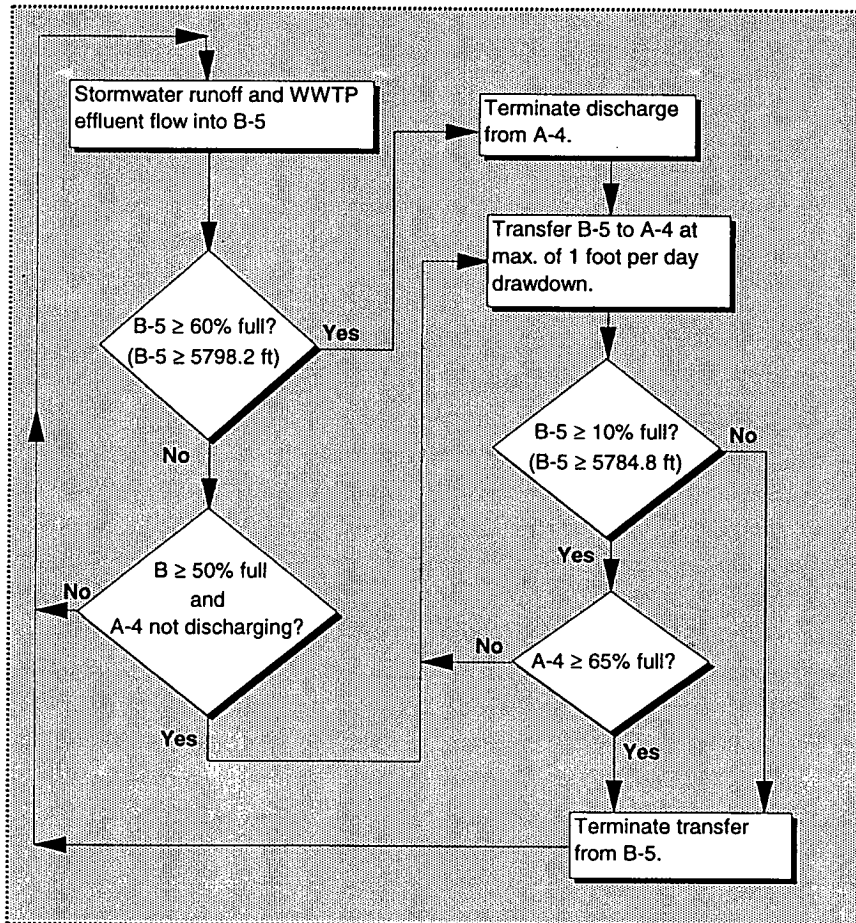 Stormwater runoff and WWTP
effluent flow into B-5
Terminate discharge
from A-4.
Transfer B-5 to A-4 at
max. of 1 foot per day
drawdown.
B-5 ≥ 60% full?
(B-5 ≥ 5798.2 ft)
Yes
No
B-5 ≥ 10% full?
(B-5 ≥ 5784.8 ft)
No
Yes
B ≥ 50% full
and
A-4 not discharging?
No
Yes
A-4 ≥ 65% full?
No
Yes
Terminate transfer
from B-5.